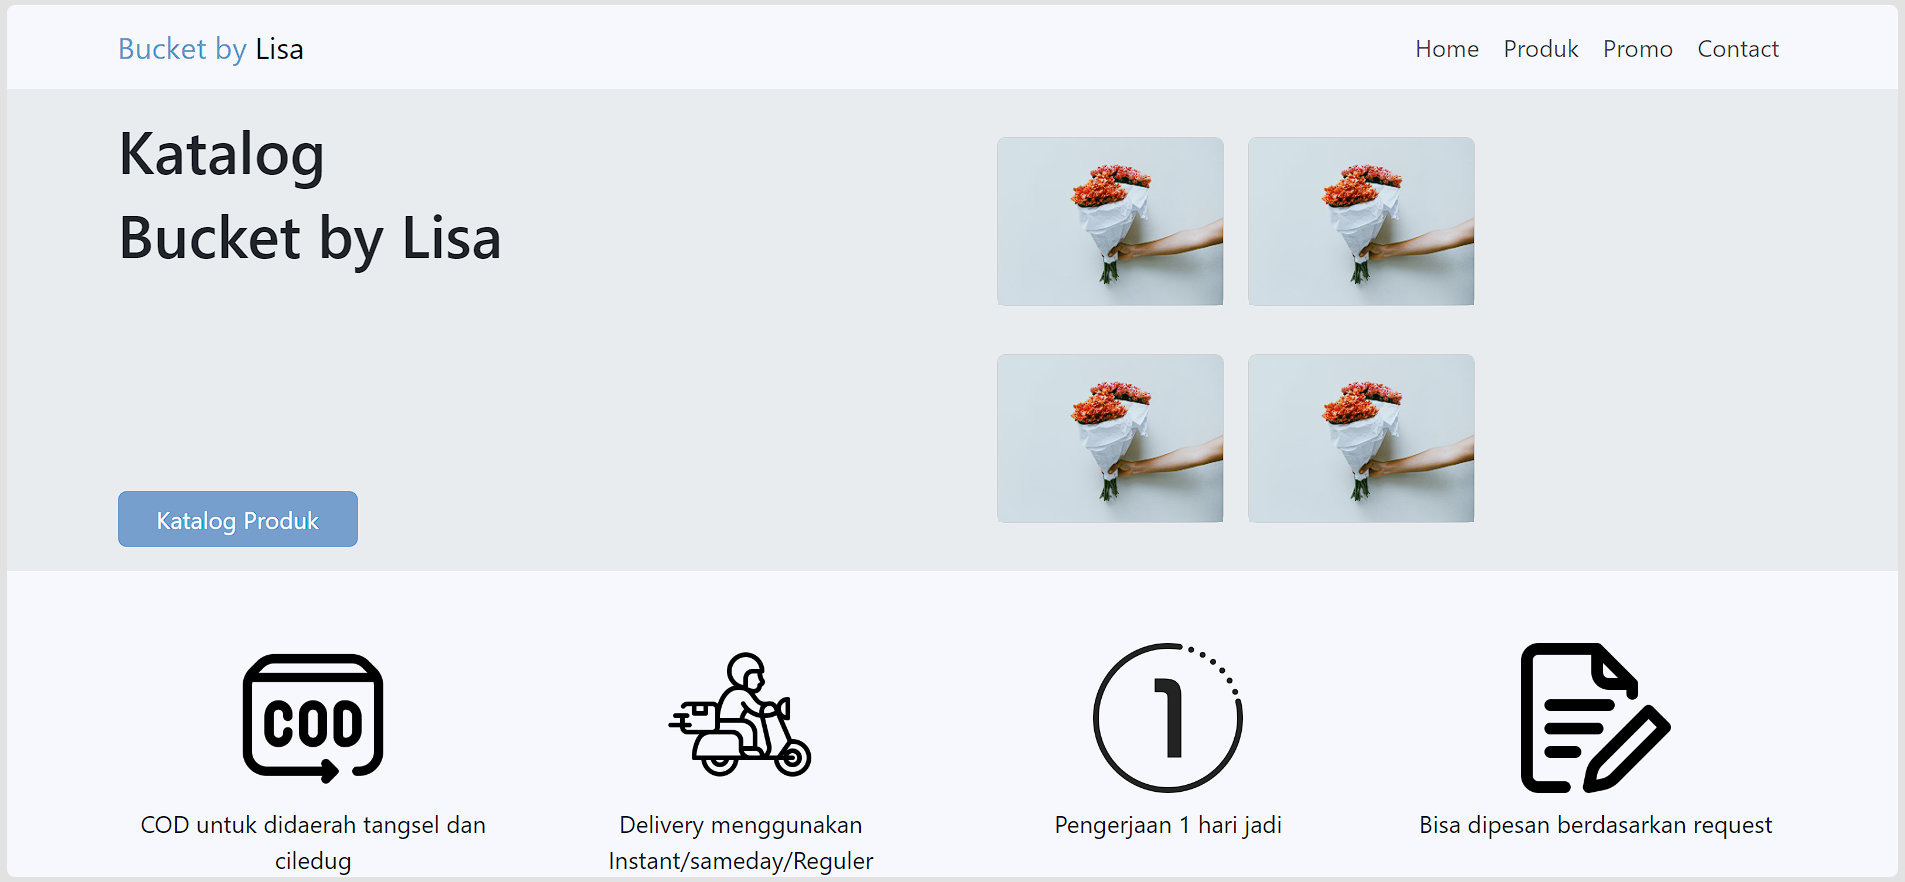 Bucket by Lisa
Home Produk Promo Contact
Katalog
Bucket by Lisa
Katalog Produk
COD
1
COD untuk didaerah tangsel dan
ciledug
Delivery menggunakan
Instant/sameday/Reguler
Pengerjaan 1 hari jadi
Bisa dipesan berdasarkan request